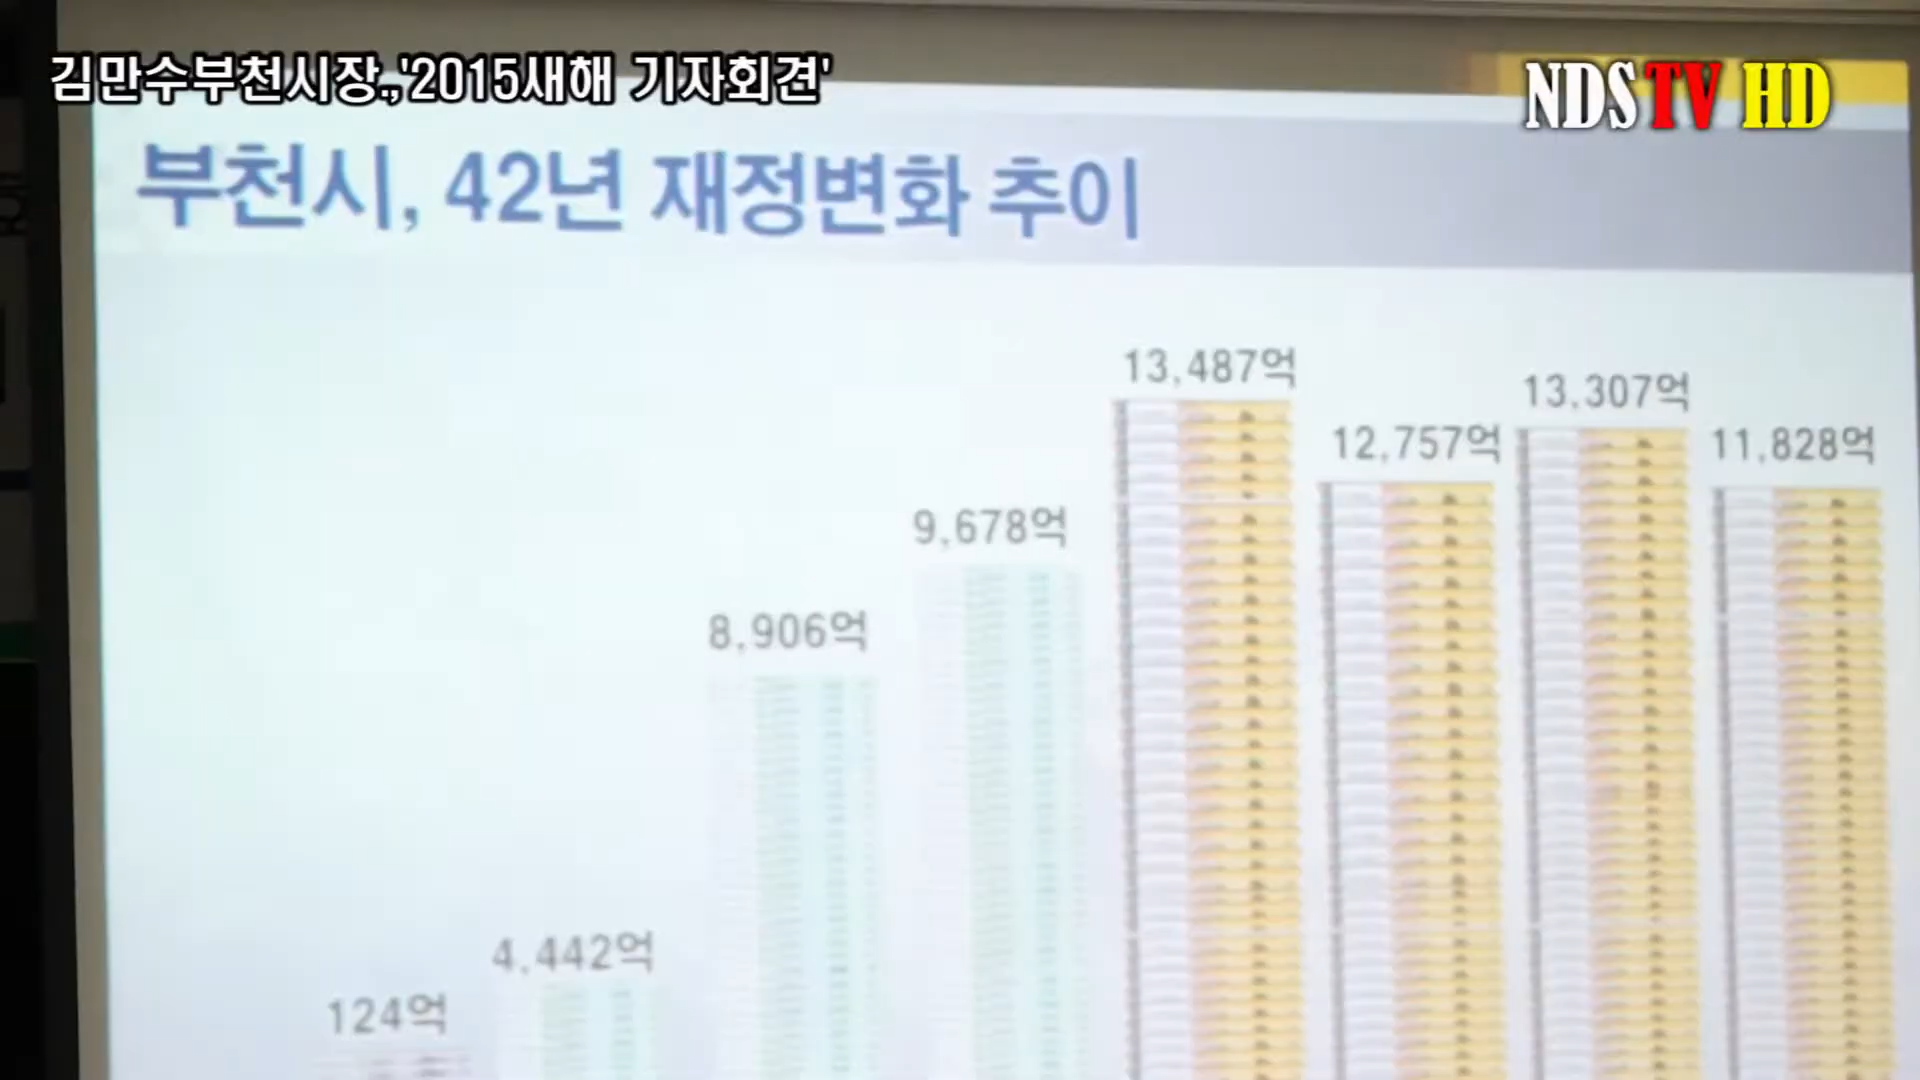 김만수부천시장.,'2015새해 기자회견'
NDS TV HD
부천시, 42년 재정변화 추이
13,487억
13,307억
12,757억
11,828억
9,678억
8,906억
4,442억
124억